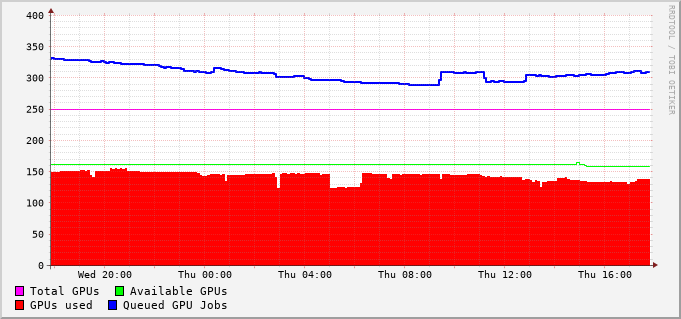 400
350
300
250
200
150
100
50
0
Wed 20:00 Thu 00:00 Thu 04:00 Thu 08:00 Thu 12:00 Thu 16:00
Total GPUs Available GPUs
GPUs used Queued GPU Jobs
RRDTOOL / TOBI OETIKER